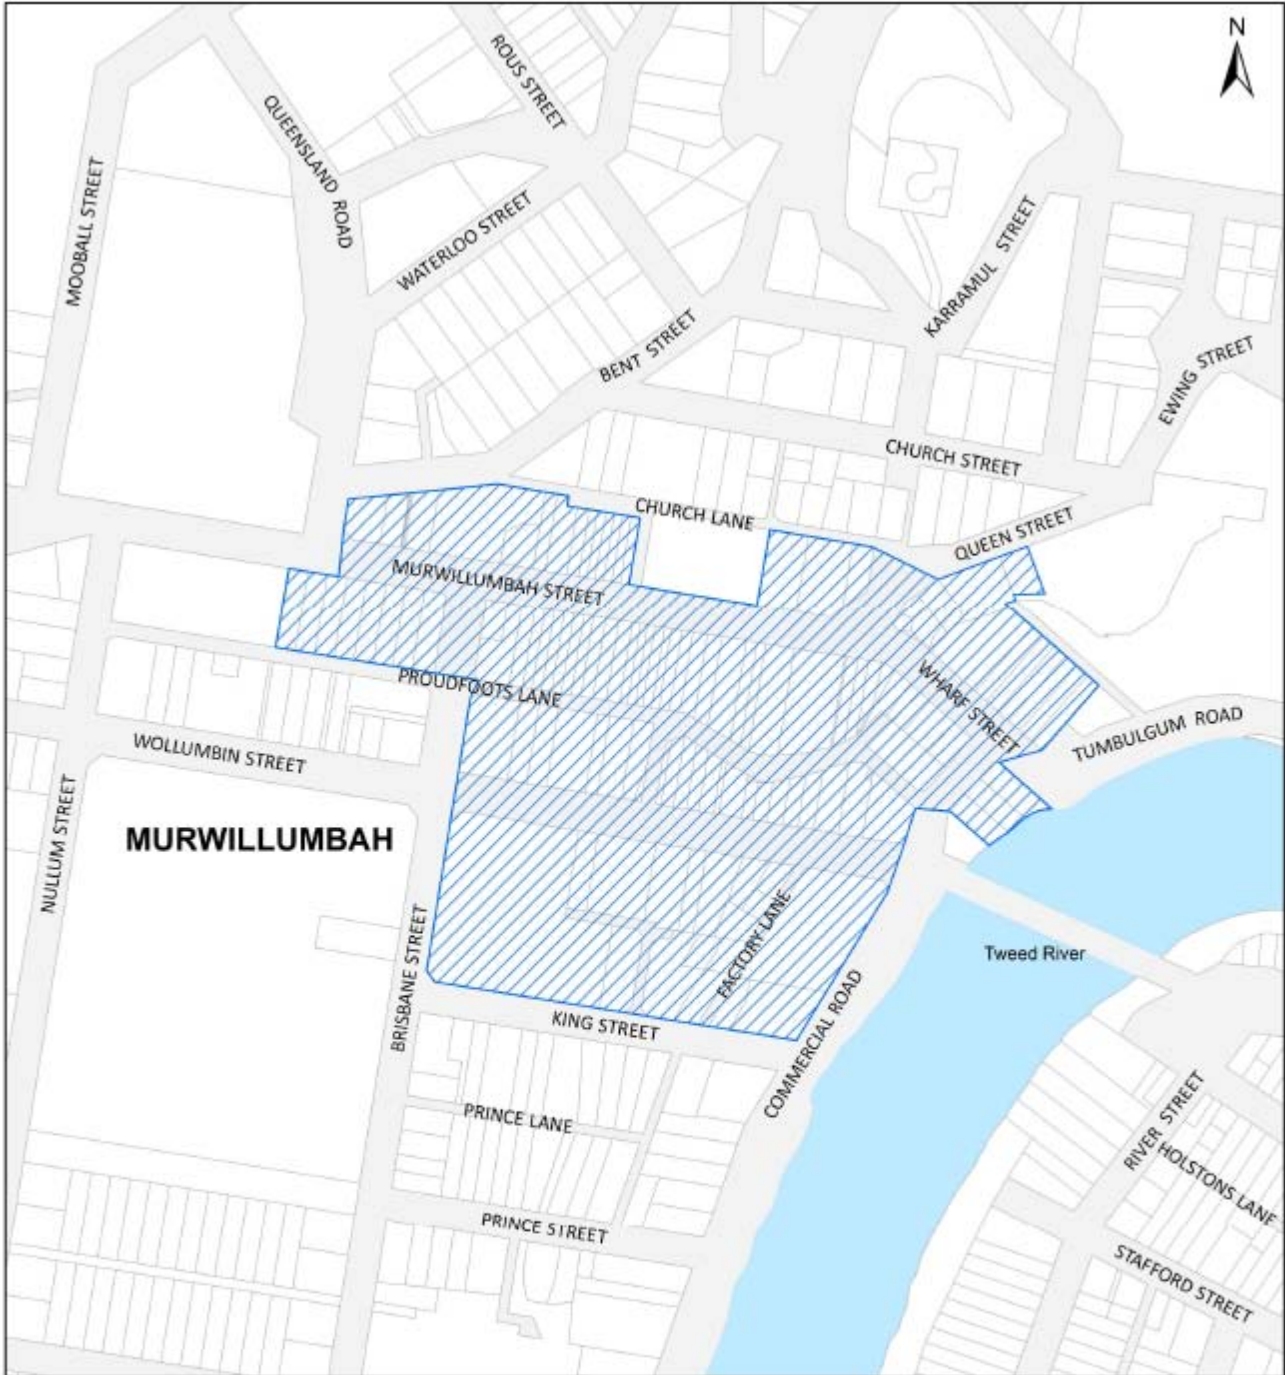 N
ROUS STREET
QUEENSLAND ROAD
MOOBALL STREET
WATERLOO STREET
KARRAMUL STREET
BENT STREET
EWING STREET
CHURCH STREET
CHURCH LANE
QUEEN STREET
MURWILLUMBAH STREET
PROUDFOOTS LANE
WHARF STREET
TUMBULGUM ROAD
WOLLUMBIN STREET
NULLUM STREET
MURWILLUMBAH
FACTORY LANE
Tweed River
BRISBANE STREET
KING STREET
COMMERCIAL ROAD
PRINCE LANE
RIVER STREET
HOLSTONS LANE
PRINCE STREET
STAFFORD STREET